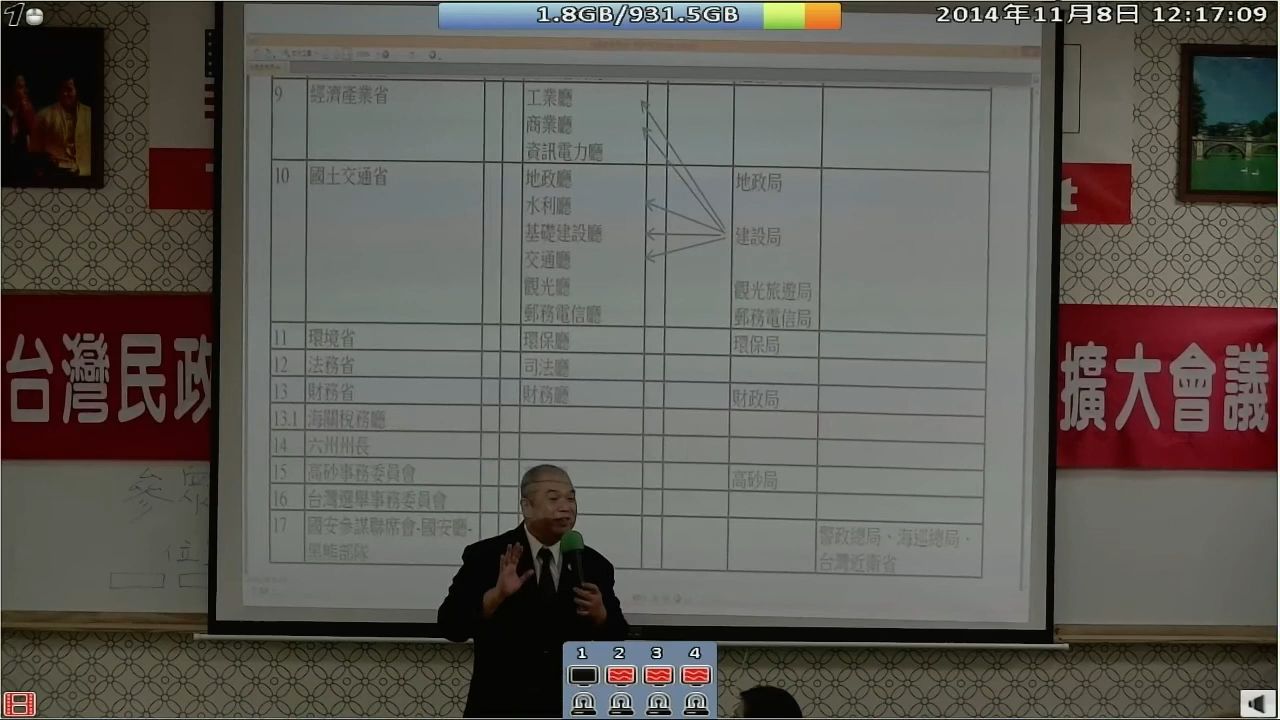 1.8GB/931.5GB
2014年11月8日 12:17:09
9 經濟產業省 工業廳
商業廳
資訊電力廳
10 國土交通省 地政廳 地政局
水利廳
基礎建設廳 建設局
交通廳
觀光廳 觀光旅遊局
郵務電信廳 郵務電信局
11 環境省 環保廳 環保局
12 法務省 司法廳
13 財務省 財務廳 財政局
13.1 海關稅務廳
14 六州州長
15 高砂事務委員會 高砂局
16 台灣選舉事務委員會
17 國安參謀聯席會-國安廳- 警政總局、海巡總局、
黑熊部隊 台灣近衛省
t
台灣民政
擴大會議
參眾
位
1 2 3 4